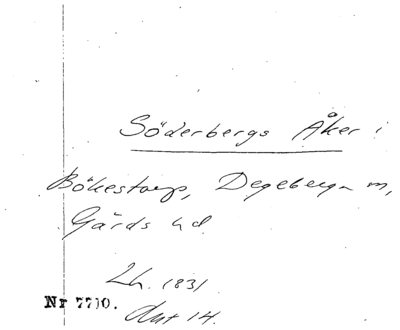 Söderbergs Åker i
Bökestorp, Degeberga m,
Gärds hd.
Lh. 1831
Nr 7710.
Akt 14.